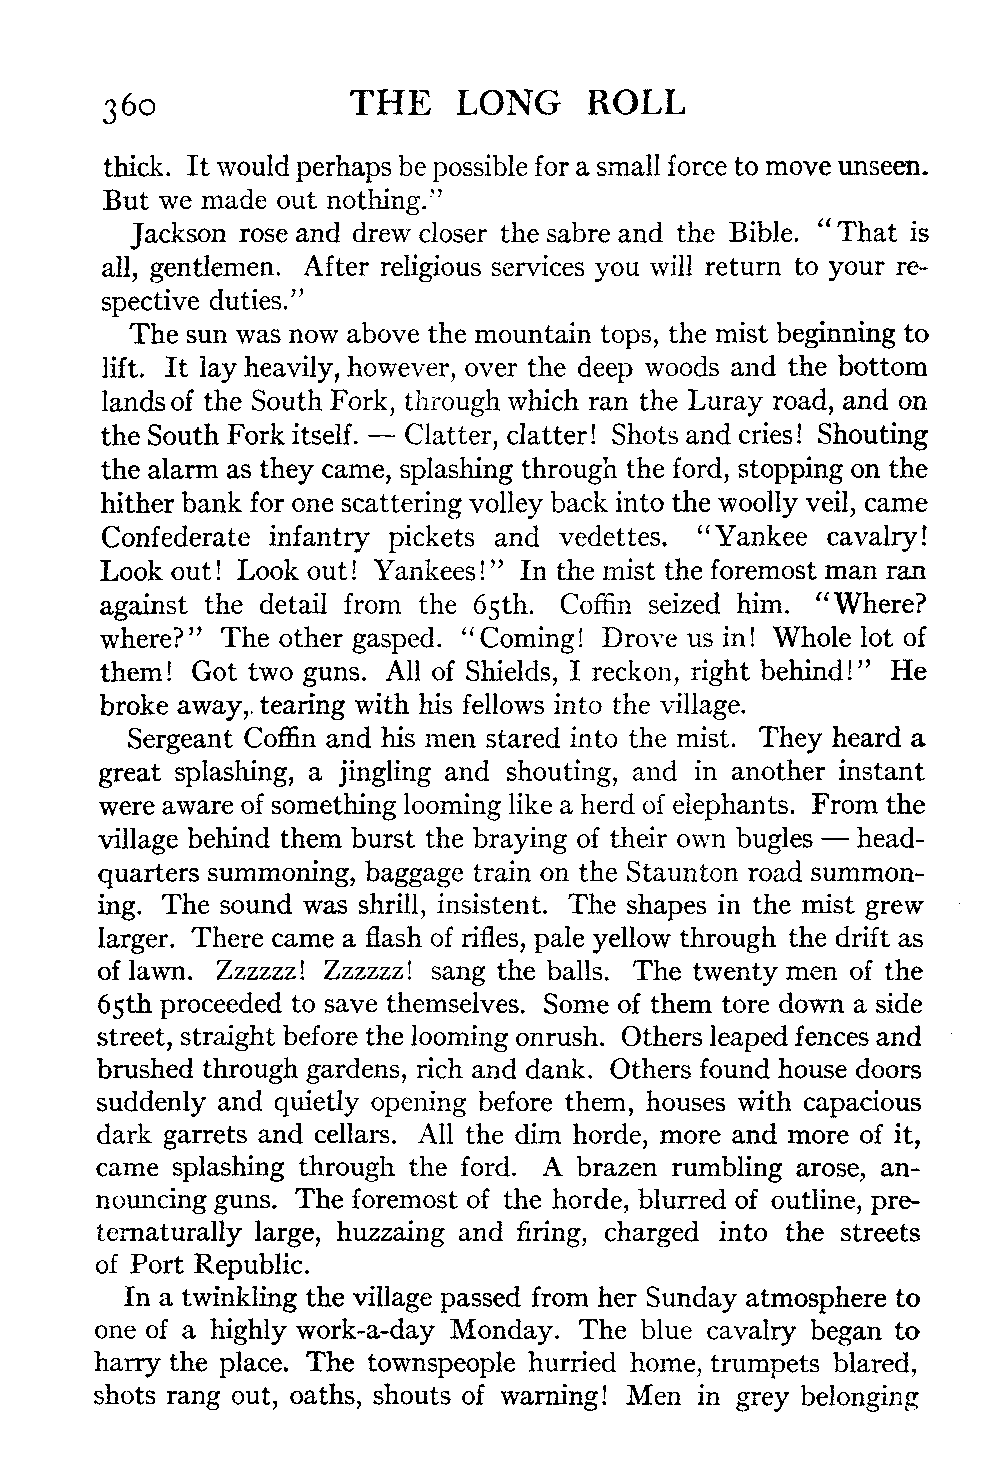 360 THE LONG ROLL
thick. It would perhaps be possible for a small force to move unseen.
But we made out nothing."
Jackson rose and drew closer the sabre and the Bible. "That is
all, gentlemen. After religious services you will return to your re-
spective duties."
The sun was now above the mountain tops, the mist beginning to
lift. It lay heavily, however, over the deep woods and the bottom
lands of the South Fork, through which ran the Luray road, and on
the South Fork itself. — Clatter, clatter! Shots and cries! Shouting
the alarm as they came, splashing through the ford, stopping on the
hither bank for one scattering volley back into the woolly veil, came
Confederate infantry pickets and vedettes. "Yankee cavalry!
Look out! Look out! Yankees!" In the mist the foremost man ran
against the detail from the 65th. Coffin seized him. "Where?
where?" The other gasped. "Coming! Drove us in! Whole lot of
them! Got two guns. All of Shields, I reckon, right behind!" He
broke away, tearing with his fellows into the village.
Sergeant Coffin and his men stared into the mist. They heard a
great splashing, a jingling and shouting, and in another instant
were aware of something looming like a herd of elephants. From the
village behind them burst the braying of their own bugles — head-
quarters summoning, baggage train on the Staunton road summon-
ing. The sound was shrill, insistent. The shapes in the mist grew
larger. There came a flash of rifles, pale yellow through the drift as
of lawn. Zzzzzz! Zzzzzz! sang the balls. The twenty men of the
65th proceeded to save themselves. Some of them tore down a side
street, straight before the looming onrush. Others leaped fences and
brushed through gardens, rich and dank. Others found house doors
suddenly and quietly opening before them, houses with capacious
dark garrets and cellars. All the dim horde, more and more of it,
came splashing through the ford. A brazen rumbling arose, an-
nouncing guns. The foremost of the horde, blurred of outline, pre-
ternaturally large, huzzaing and firing, charged into the streets
of Port Republic.
In a twinkling the village passed from her Sunday atmosphere to
one of a highly work-a-day Monday. The blue cavalry began to
harry the place. The townspeople hurried home, trumpets blared,
shots rang out, oaths, shouts of warning! Men in grey belonging